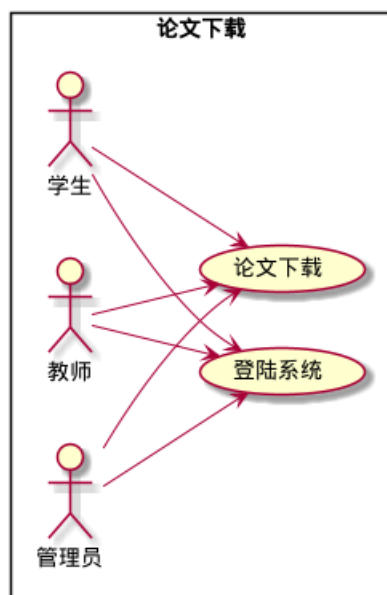 论文下载
学生
论文下载
教师
登陆系统
管理员